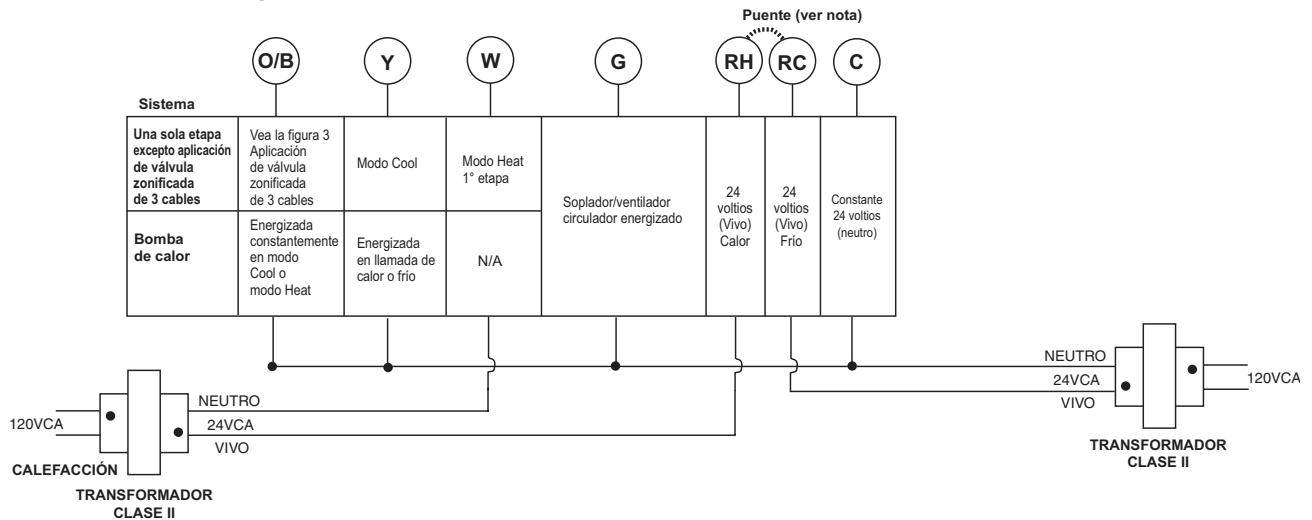 Puente (ver nota)
O/B
Y
W
G
RH
RC
C
Sistema
Una sola etapa
excepto aplicación
de válvula
zonificada
de 3 cables
Vea la figura 3
Aplicación
de válvula
zonificada
de 3 cables
Modo Cool
Modo Heat
1° etapa
Soplador/ventilador
circulador energizado
24
voltios
(Vivo)
Calor
24
voltios
(Vivo)
Frío
Constante
24 voltios
(neutro)
Bomba
de calor
Energizada
constantemente
en modo
Cool o
modo Heat
Energizada
en llamada de
calor o frío
N/A
NEUTRO
24VCA
VIVO
120VCA
TRANSFORMADOR
CLASE II
NEUTRO
120VCA
24VCA
VIVO
CALEFACCIÓN
TRANSFORMADOR
CLASE II